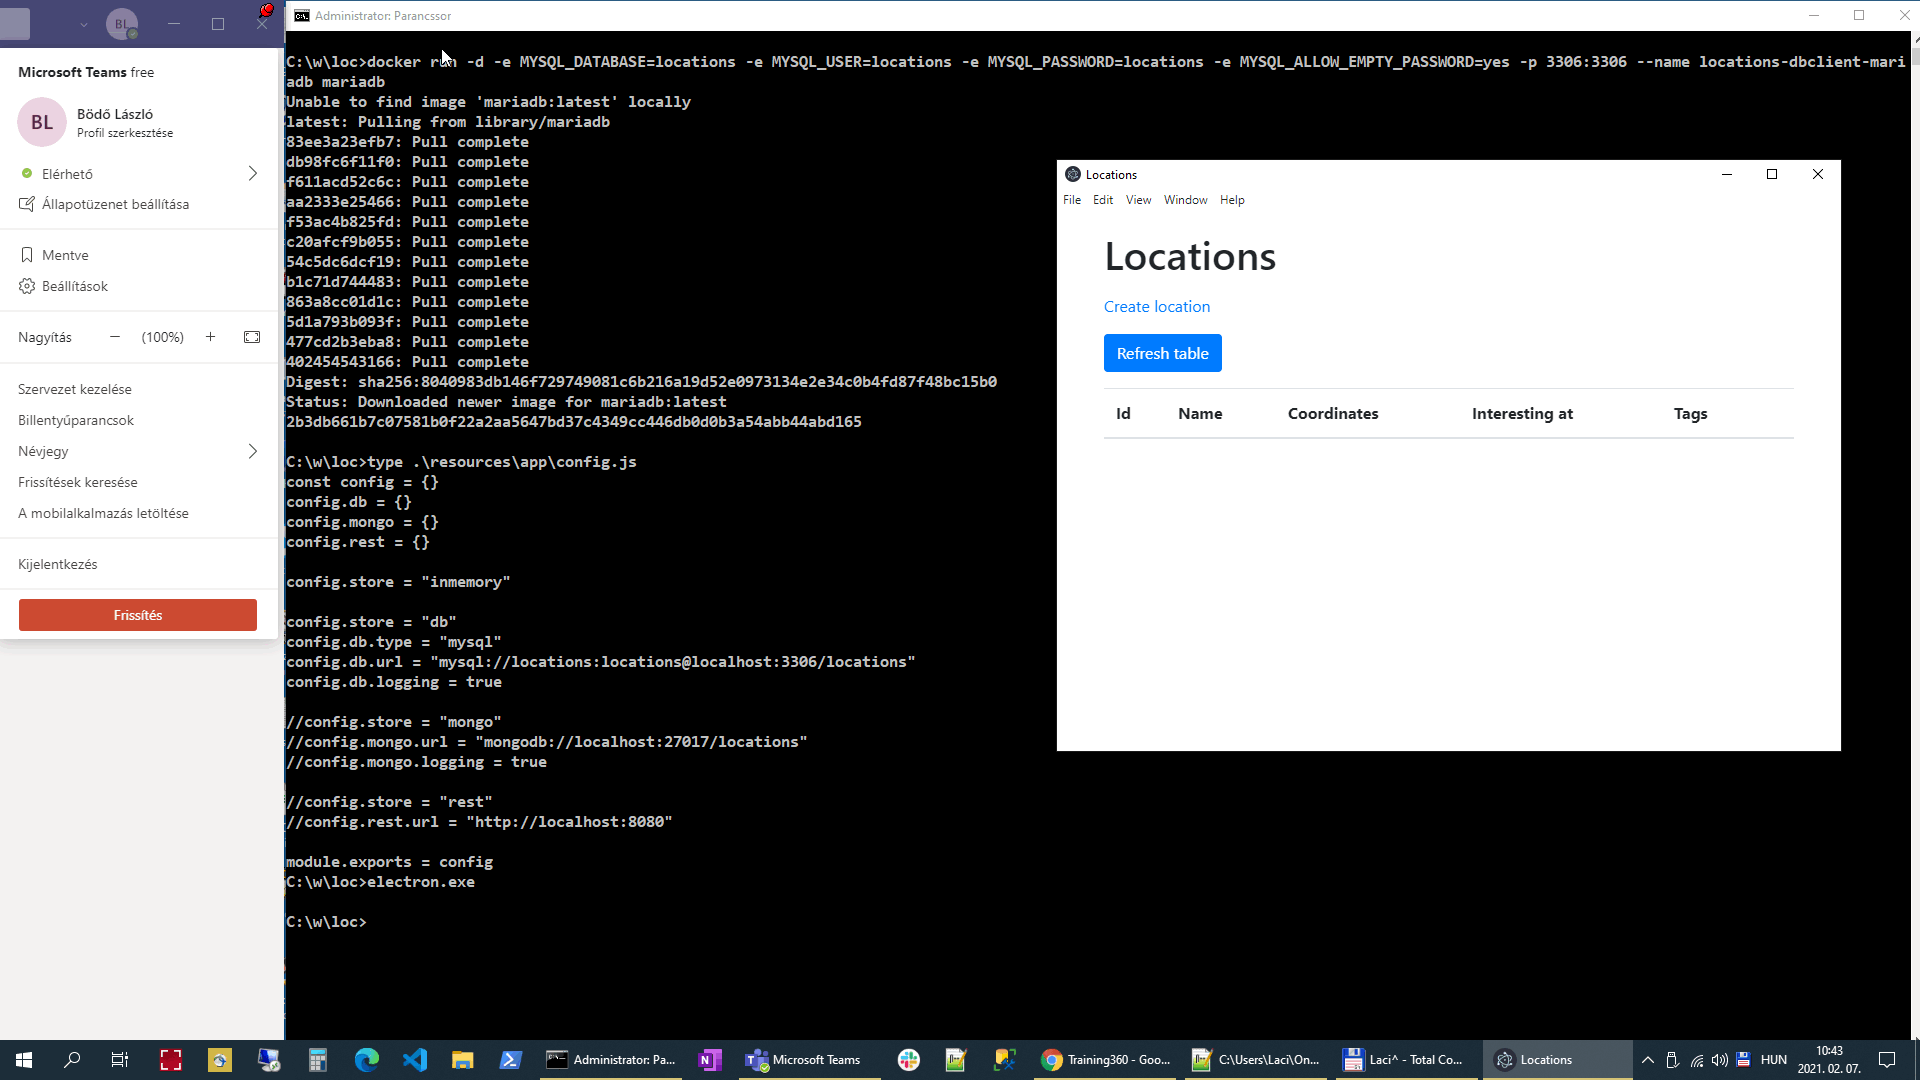 BL
Microsoft Teams free
BL
Bödő László
Profil szerkesztése
Elérhető
Állapotüzenet beállítása
Mentve
Beállítások
Nagyítás
(100%)
Szervezet kezelése
Billentyűparancsok
Névjegy
Frissítések keresése
A mobilalkalmazás letöltése
Kijelentkezés
Frissítés
Administrator: Parancssor
C:\w\loc>docker run -d -e MYSQL_DATABASE=locations -e MYSQL_USER=locations -e MYSQL_PASSWORD=locations -e MYSQL_ALLOW_EMPTY_PASSWORD=yes -p 3306:3306 --name locations-dbclient-mari
adb mariadb
Unable to find image 'mariadb:latest' locally
latest: Pulling from library/mariadb
83ee3a23efb7: Pull complete
db98fc6f11f0: Pull complete
f611acd52c6c: Pull complete
aa2333e25466: Pull complete
f53ac4b825fd: Pull complete
c20afcf9b055: Pull complete
54c5dc6dcf19: Pull complete
b1c71d744483: Pull complete
863a8cc01d1c: Pull complete
5d1a793b093f: Pull complete
477cd2b3eba8: Pull complete
402454543166: Pull complete
Digest: sha256:8040983db146f729749081c6b216a19d52e0973134e2e34c0b4fd87f48bc15b0
Status: Downloaded newer image for mariadb:latest
2b3db661b7c07581b0f22a2aa5647bd37c4349cc446db0d0b3a54abb44abd165
C:\w\loc>type .\resources\app\config.js
const config = {}
config.db = {}
config.mongo = {}
config.rest = {}
config.store = "inmemory"
config.store = "db"
config.db.type = "mysql"
config.db.url = "mysql://locations:locations@localhost:3306/locations"
config.db.logging = true
//config.store = "mongo"
//config.mongo.url = "mongodb://localhost:27017/locations"
//config.mongo.logging = true
//config.store = "rest"
//config.rest.url = "http://localhost:8080"
module.exports = config
C:\w\loc>electron.exe
C:\w\loc>
Locations
File Edit View Window Help
Locations
Create location
Refresh table
Id Name Coordinates Interesting at Tags
Administrator: Pa...
Microsoft Teams
Training360 - Goo...
C:\Users\Laci\On...
Laci^ - Total Co...
Locations
HUN
10:43
2021. 02. 07.